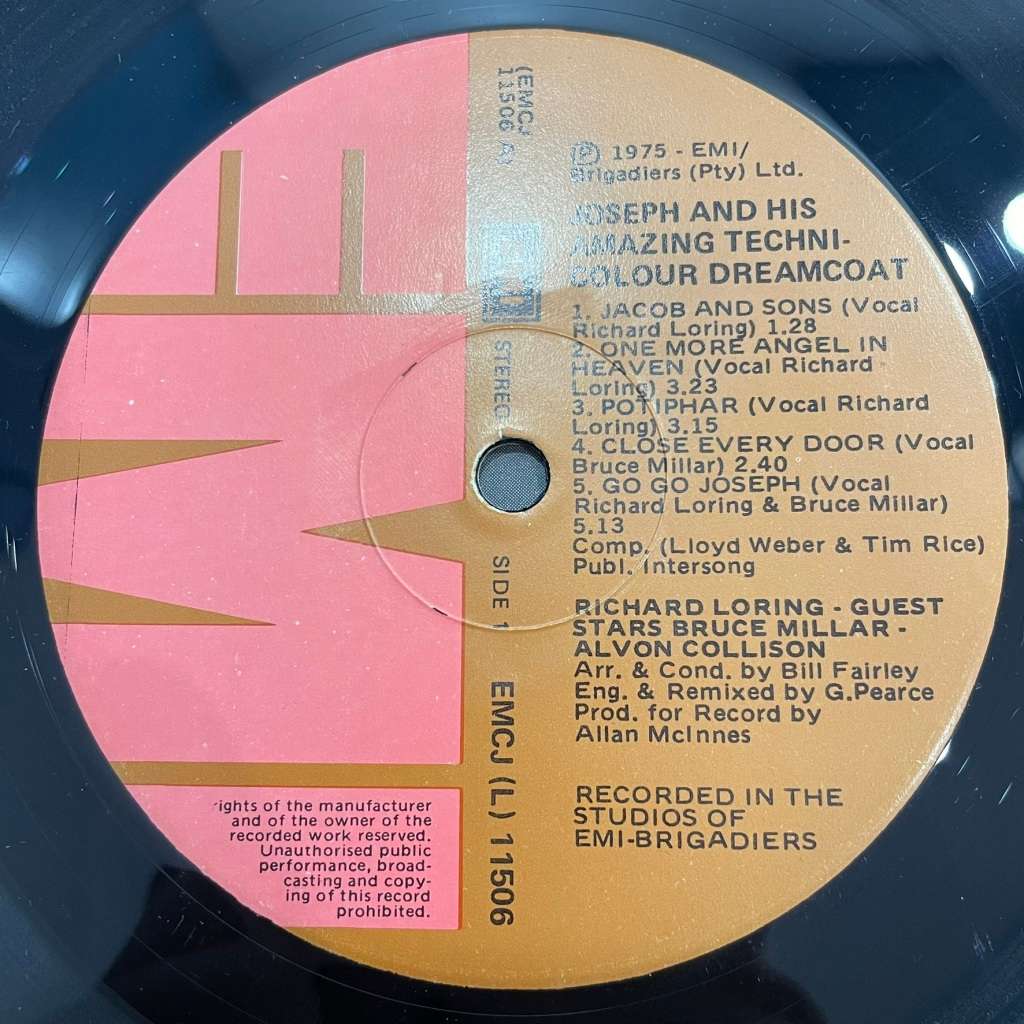 (EMCJ
11506 A)
Ⓟ 1975 - EMI/
Brigadiers (Pty) Ltd.
JOSEPH AND HIS
AMAZING TECHNI-
COLOUR DREAMCOAT
1. JACOB AND SONS (Vocal
Richard Loring) 1.28
2. ONE MORE ANGEL IN
HEAVEN (Vocal Richard
Loring) 3.23
3. POTIPHAR (Vocal Richard
Loring) 3.15
4. CLOSE EVERY DOOR (Vocal
Bruce Millar) 2.40
5. GO GO JOSEPH (Vocal
Richard Loring & Bruce Millar)
5.13
Comp. (Lloyd Weber & Tim Rice)
Publ. Intersong
RICHARD LORING - GUEST
STARS BRUCE MILLAR -
ALVON COLLISON
Arr. & Cond. by Bill Fairley
Eng. & Remixed by G.Pearce
Prod. for Record by
Allan McInnes
RECORDED IN THE
STUDIOS OF
EMI-BRIGADIERS
STEREO
SIDE 1
EMCJ (L) 11506
EMI
rights of the manufacturer
and of the owner of the
recorded work reserved.
Unauthorised public
performance, broad-
casting and copy-
ing of this record
prohibited.